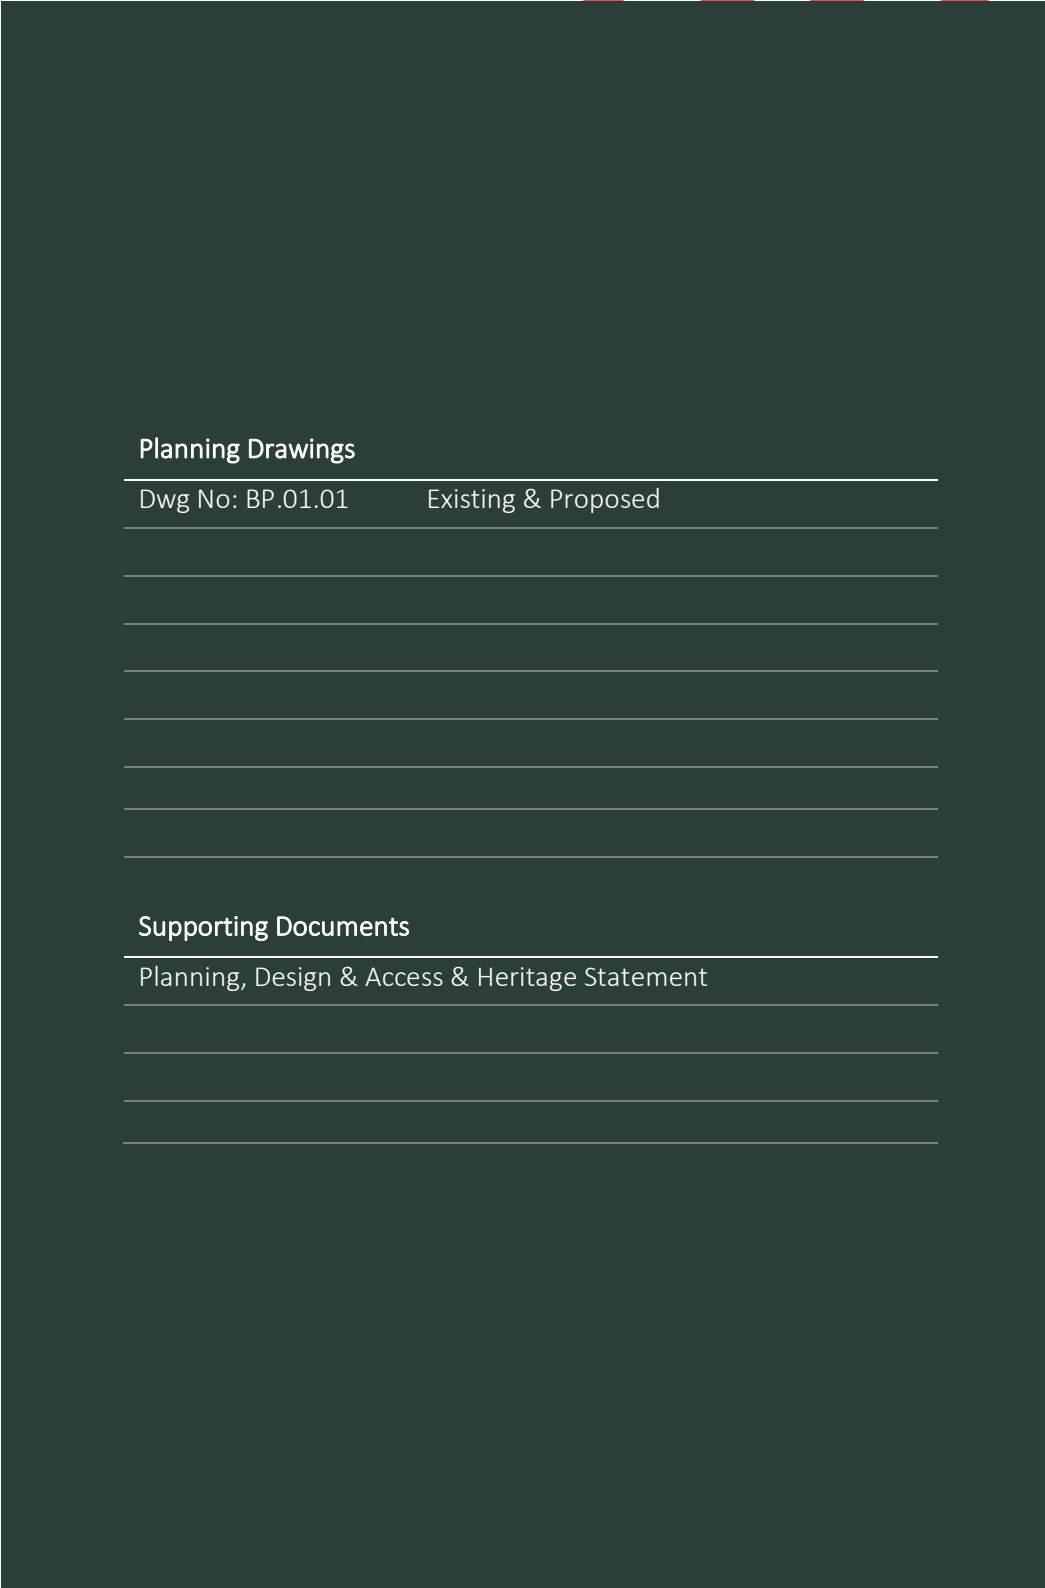 Planning Drawings
Dwg No: BP.01.01 Existing & Proposed
Supporting Documents
Planning, Design & Access & Heritage Statement